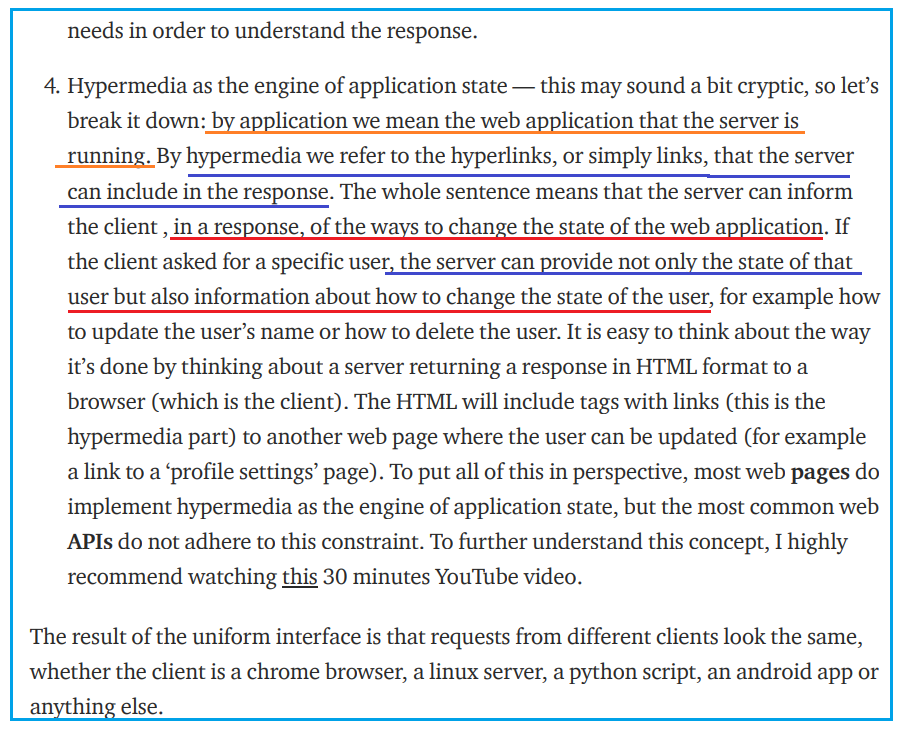 needs in order to understand the response.
4. Hypermedia as the engine of application state — this may sound a bit cryptic, so let’s
break it down: by application we mean the web application that the server is
running. By hypermedia we refer to the hyperlinks, or simply links, that the server
can include in the response. The whole sentence means that the server can inform
the client , in a response, of the ways to change the state of the web application. If
the client asked for a specific user, the server can provide not only the state of that
user but also information about how to change the state of the user, for example how
to update the user’s name or how to delete the user. It is easy to think about the way
it’s done by thinking about a server returning a response in HTML format to a
browser (which is the client). The HTML will include tags with links (this is the
hypermedia part) to another web page where the user can be updated (for example
a link to a ‘profile settings’ page). To put all of this in perspective, most web pages do
implement hypermedia as the engine of application state, but the most common web
APIs do not adhere to this constraint. To further understand this concept, I highly
recommend watching this 30 minutes YouTube video.
The result of the uniform interface is that requests from different clients look the same,
whether the client is a chrome browser, a linux server, a python script, an android app or
anything else.